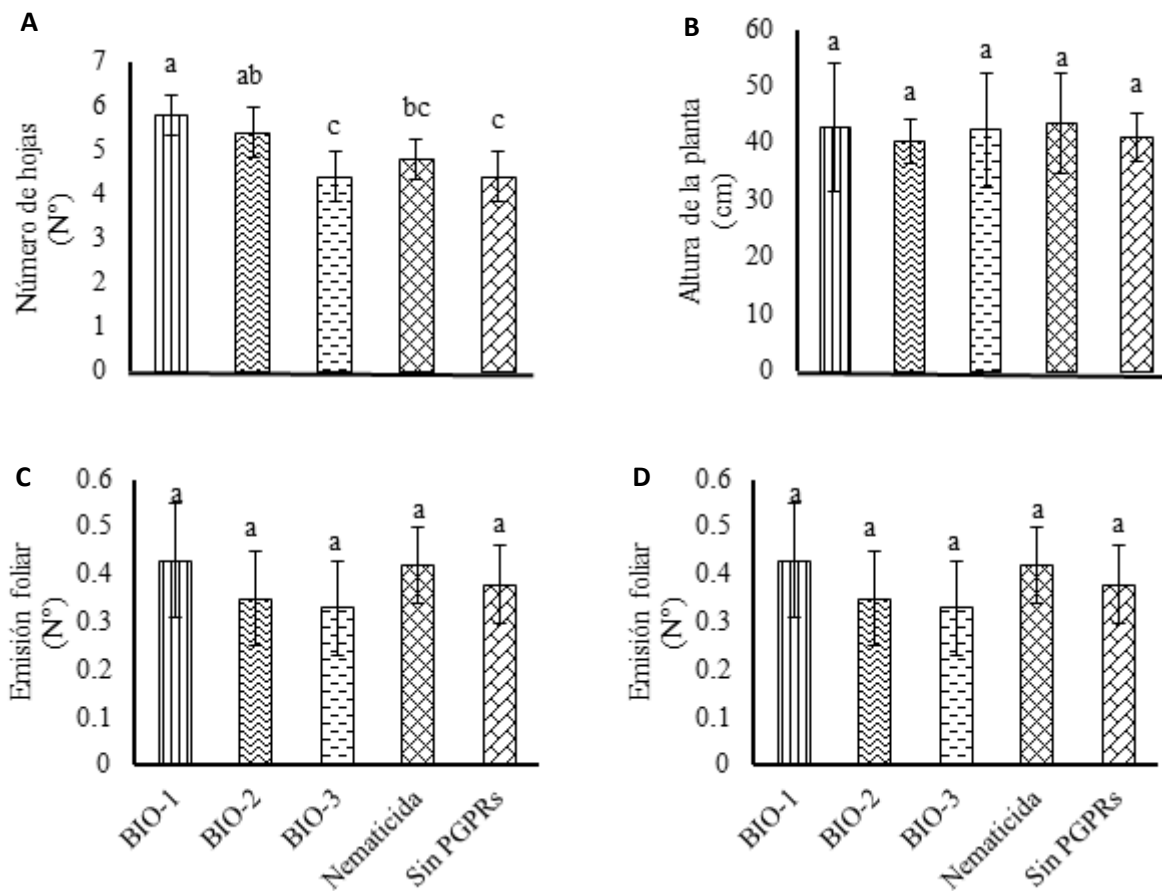 A
Número de hojas
(N°)
7
6
5
4
3
2
1
0
a
ab
c
bc
c
B
Altura de la planta
(cm)
60
50
40
30
20
10
0
a
a
a
a
a
C
Emisión foliar
(N°)
0.6
0.5
0.4
0.3
0.2
0.1
0
a
a
a
a
a
BIO-1
BIO-2
BIO-3
Nematicida
Sin PGPRs
D
Emisión foliar
(N°)
0.6
0.5
0.4
0.3
0.2
0.1
0
a
a
a
a
a
BIO-1
BIO-2
BIO-3
Nematicida
Sin PGPRs